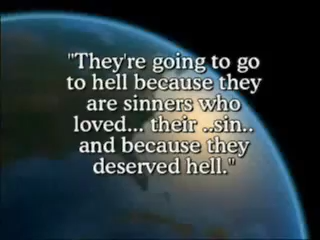 "They're going to go
to hell because they
are sinners who
loved... their ..sin..
and because they
deserved hell."